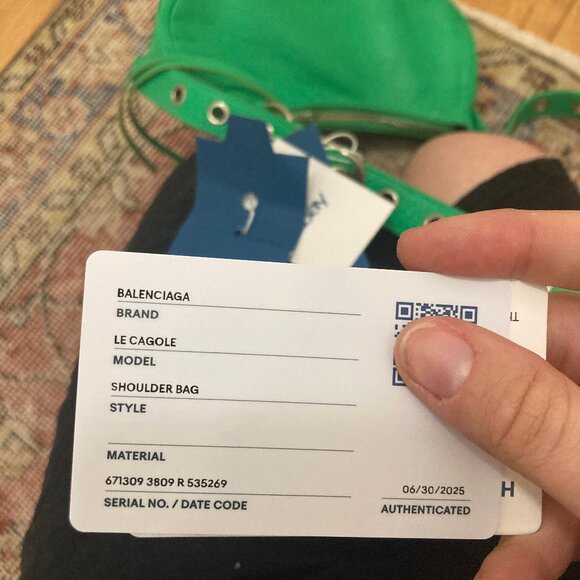 BALENCIAGA
BRAND
LE CAGOLE
MODEL
SHOULDER BAG
STYLE
MATERIAL
671309 3809 R 535269
SERIAL NO. / DATE CODE
06/30/2025
AUTHENTICATED
H